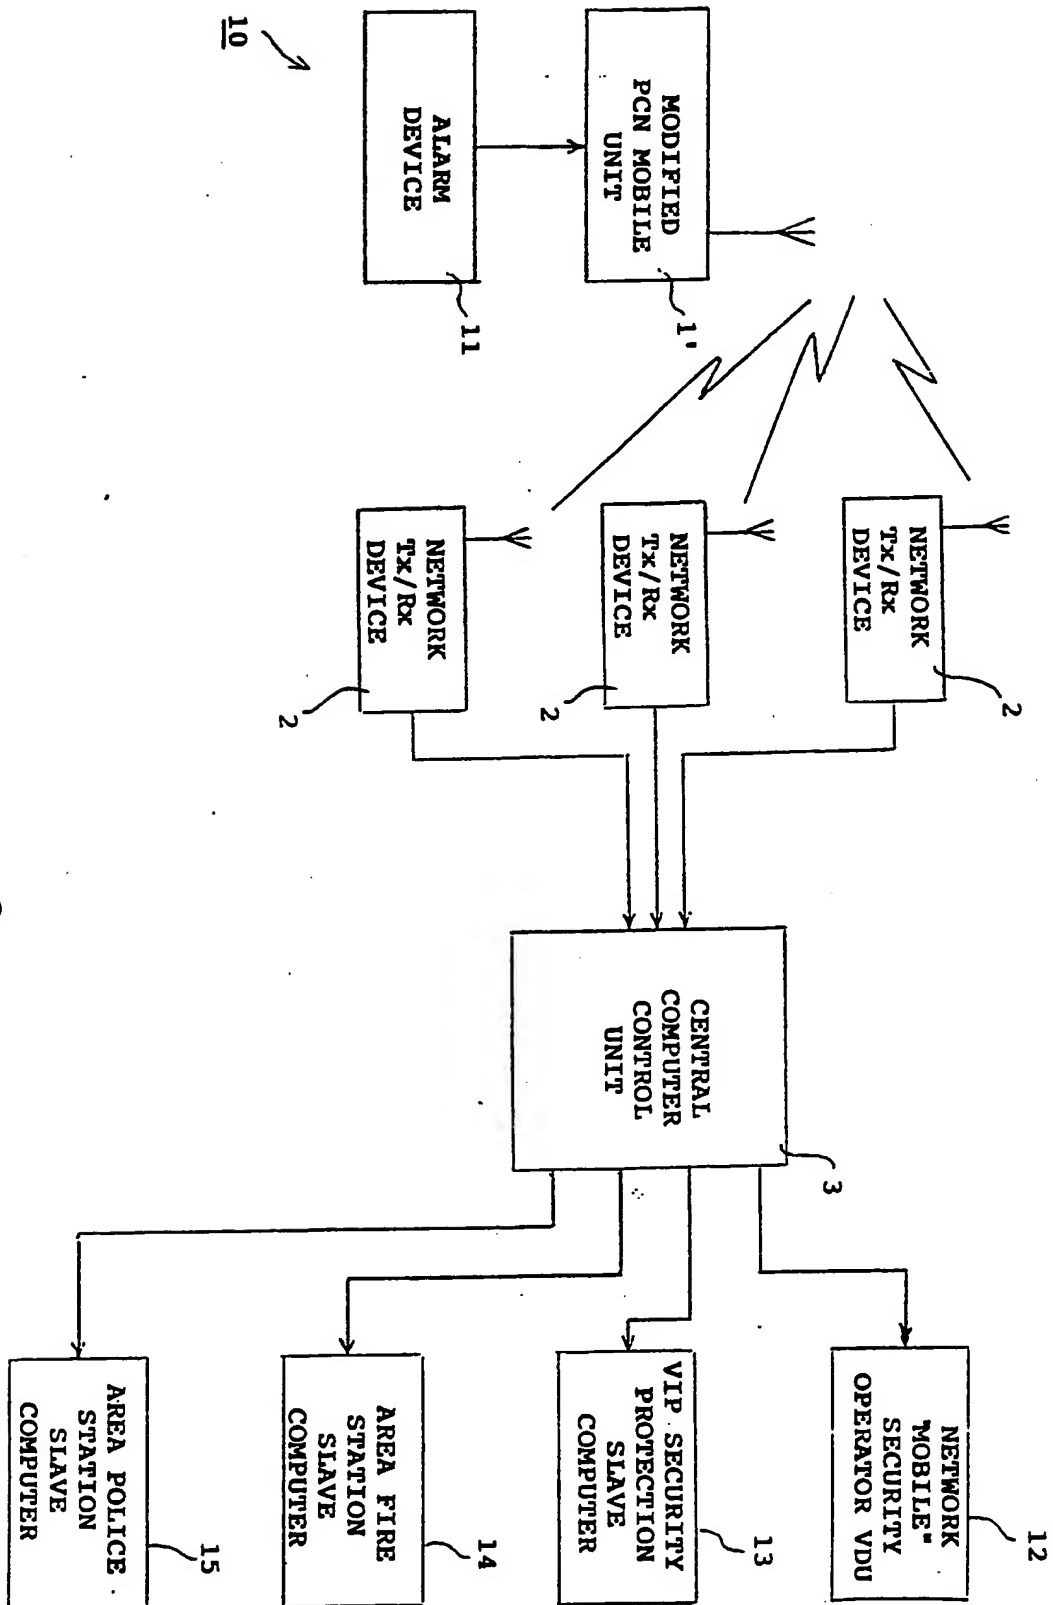 10
ALARM
DEVICE
11
MODIFIED
PCN MOBILE
UNIT
1'
NETWORK
Tx/Rx
DEVICE
2
NETWORK
Tx/Rx
DEVICE
2
NETWORK
Tx/Rx
DEVICE
2
CENTRAL
COMPUTER
CONTROL
UNIT
3
NETWORK
"MOBILE"
SECURITY
OPERATOR VDU
12
VIP SECURITY
PROTECTION
SLAVE
COMPUTER
13
AREA FIRE
STATION
SLAVE
COMPUTER
14
AREA POLICE
STATION
SLAVE
COMPUTER
15